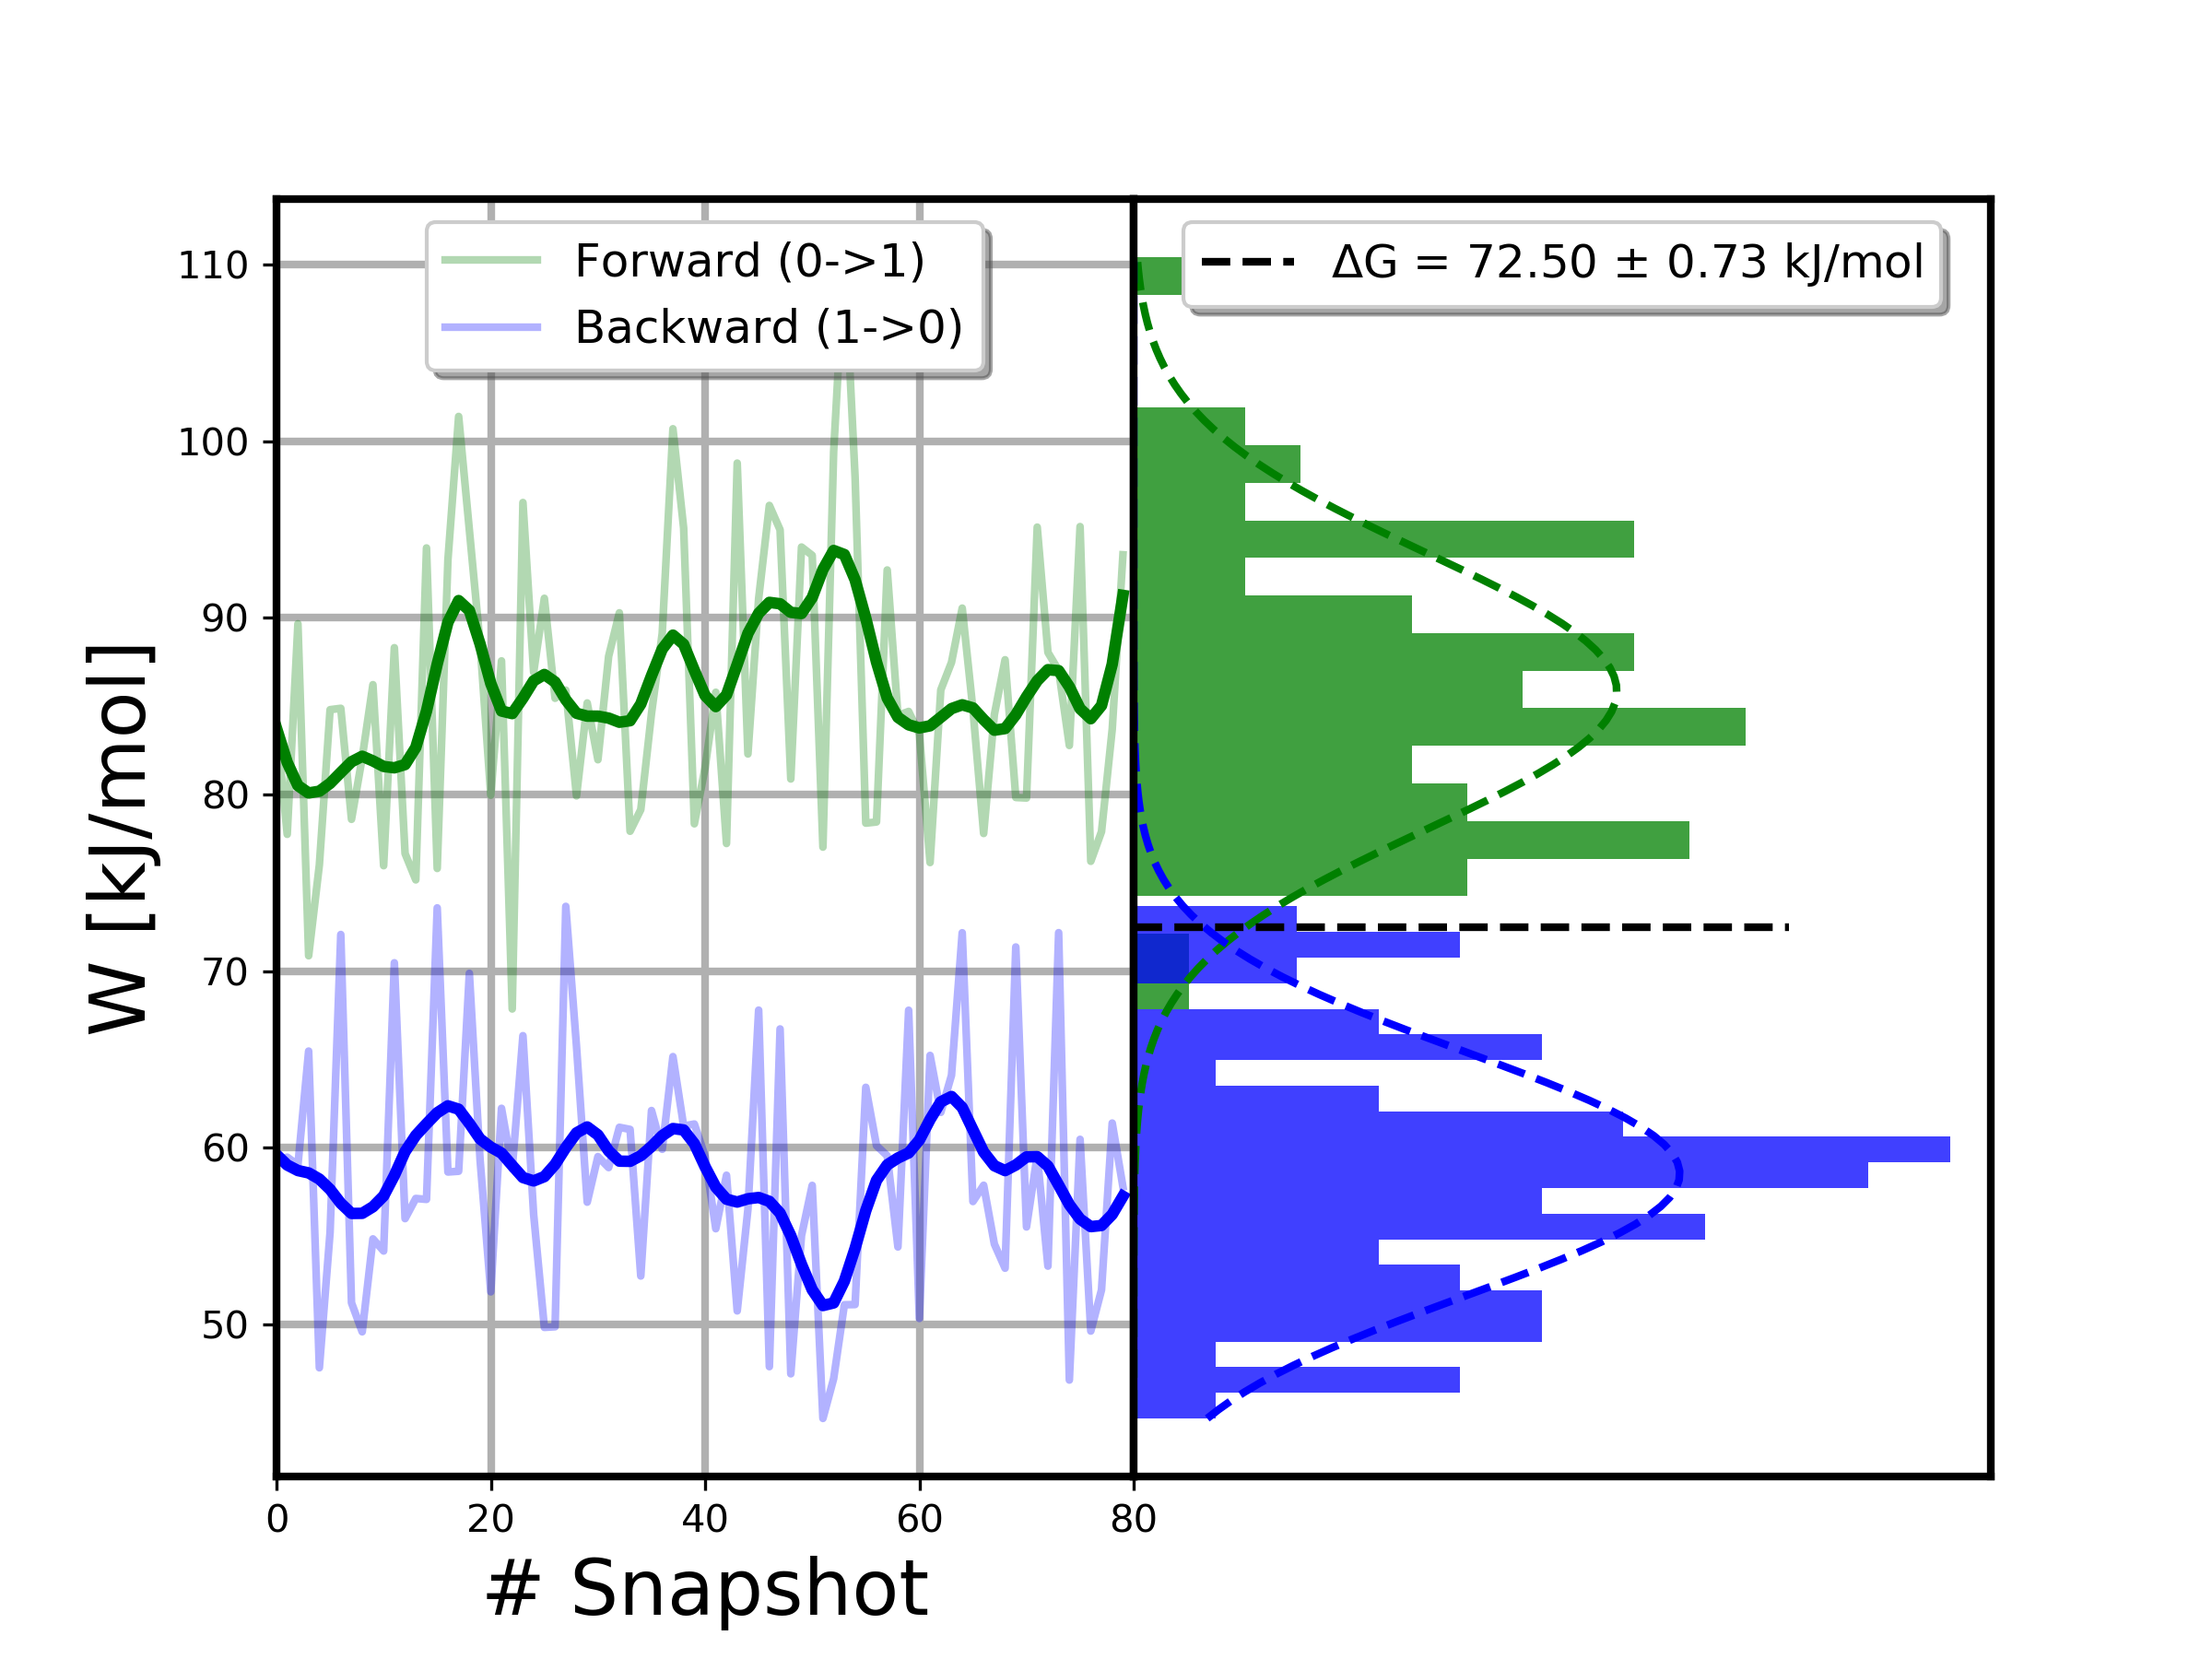 Forward (0->1)
Backward (1->0)
ΔG = 72.50 ± 0.73 kJ/mol
110
100
90
80
70
60
50
W [kJ/mol]
0
20
40
60
80
# Snapshot